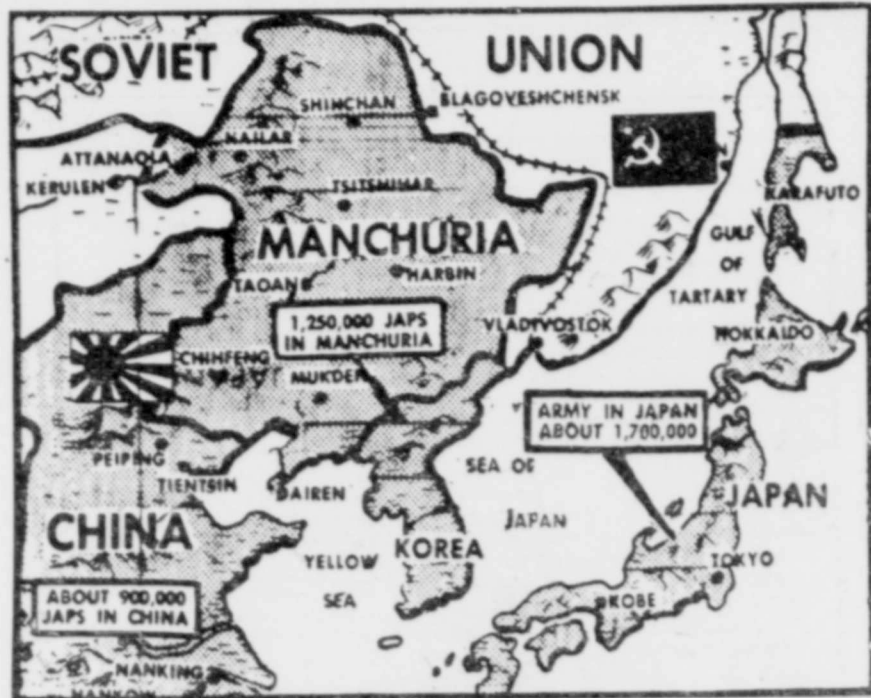 SOVIET UNION
SHINCHAN
BLAGOVESHCHENSK
NAILAR
ATTANAOLA
KERULEN
TSITSIHAR
KARAFUTO
MANCHURIA
GULF
OF
TARTARY
HARBIN
TAOAN
1,250,000 JAPS
IN MANCHURIA
VLADIVOSTOK
HOKKAIDO
CHIHFENG
MUKDEN
ARMY IN JAPAN
ABOUT 1,700,000
PEIPING
SEA OF
JAPAN
TIENTSIN
DAIREN
JAPAN
CHINA
YELLOW
SEA
KOREA
TOKYO
ABOUT 900,000
JAPS IN CHINA
KOBE
NANKING
HANKOW